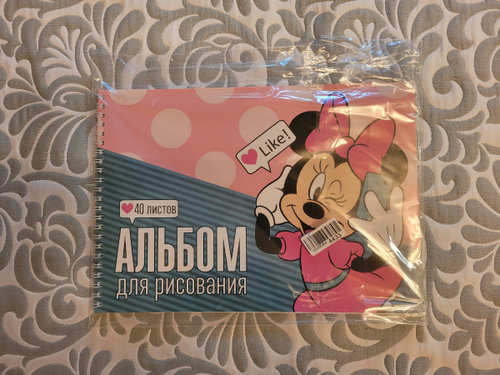 Like!
40 листов
АЛЬБОМ
для рисования